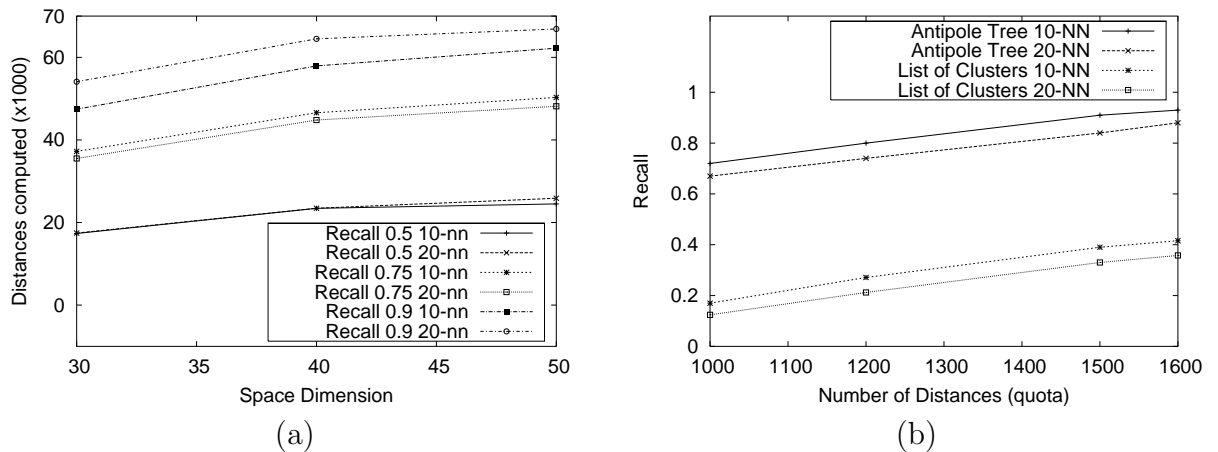 70
60
40
20
0
30
35
40
45
50
Distances computed (x1000)
Space Dimension
Recall 0.5 10-nn
Recall 0.5 20-nn
Recall 0.75 10-nn
Recall 0.75 20-nn
Recall 0.9 10-nn
Recall 0.9 20-nn
(a)
Antipole Tree 10-NN
Antipole Tree 20-NN
List of Clusters 10-NN
List of Clusters 20-NN
1
0.8
0.6
0.4
0.2
0
1000
1100
1200
1300
1400
1500
1600
Recall
Number of Distances (quota)
(b)